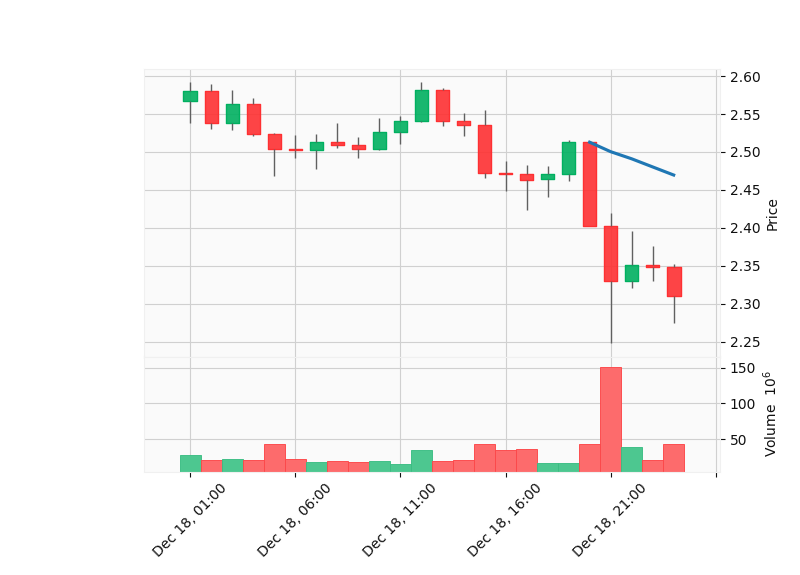 2.60
2.55
2.50
2.45
2.40
2.35
2.30
2.25
Price
150
100
50
Volume 10⁶
Dec 18, 01:00
Dec 18, 06:00
Dec 18, 11:00
Dec 18, 16:00
Dec 18, 21:00